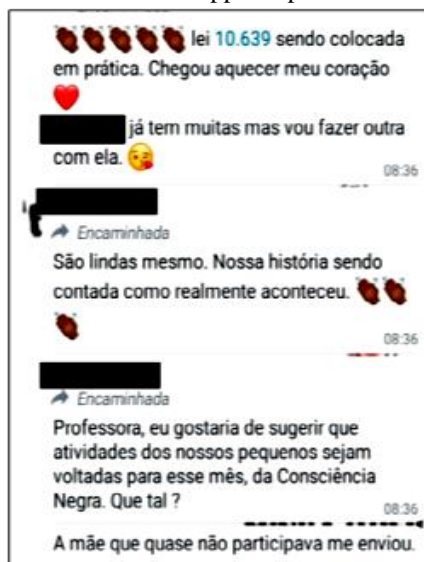 lei 10.639 sendo colocada
em prática. Chegou aquecer meu coração
já tem muitas mas vou fazer outra
com ela.
08:36
Encaminhada
São lindas mesmo. Nossa história sendo
contada como realmente aconteceu.
08:36
Encaminhada
Professora, eu gostaria de sugerir que
atividades dos nossos pequenos sejam
voltadas para esse mês, da Consciência
Negra. Que tal ?
08:36
A mãe que quase não participava me enviou.